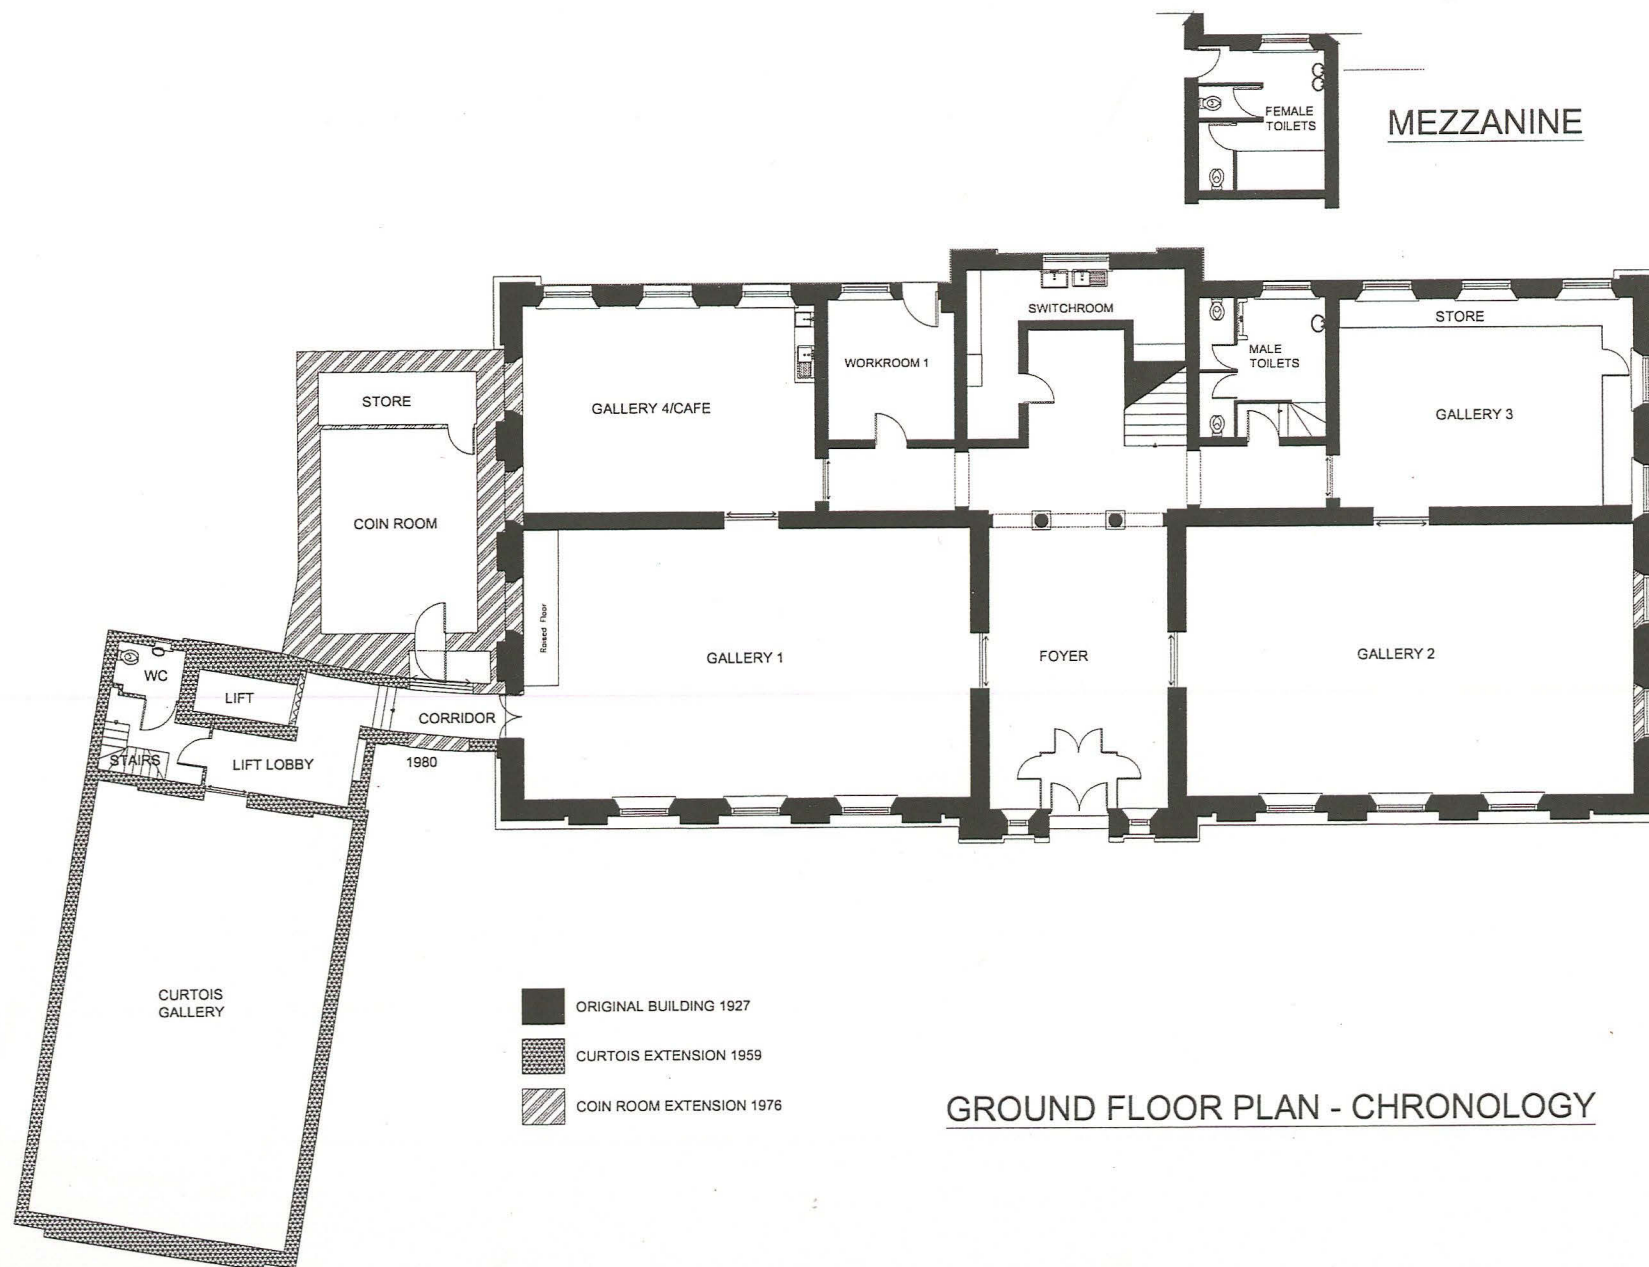 FEMALE
TOILETS
MEZZANINE
SWITCHROOM
STORE
MALE
TOILETS
WORKROOM 1
STORE
GALLERY 4/CAFE
GALLERY 3
COIN ROOM
Raised Floor
GALLERY 1
FOYER
GALLERY 2
WC
LIFT
CORRIDOR
STAIRS
LIFT LOBBY
1980
CURTOIS
GALLERY
ORIGINAL BUILDING 1927
CURTOIS EXTENSION 1959
COIN ROOM EXTENSION 1976
GROUND FLOOR PLAN - CHRONOLOGY